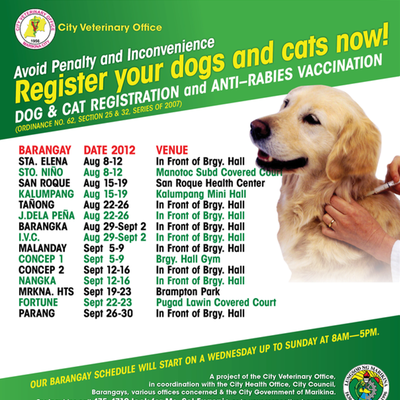 City Veterinary Office
Avoid Penalty and Inconvenience
Register your dogs and cats now!
DOG & CAT REGISTRATION and ANTI-RABIES VACCINATION
(ORDINANCE NO. 62, SECTION 25 & 32. SERIES OF 2007)
BARANGAY DATE 2012 VENUE
STA. ELENA Aug 8-12 In Front of Brgy. Hall
STO. NIÑO Aug 8-12 Manotoc Subd Covered Court
SAN ROQUE Aug 15-19 San Roque Health Center
KALUMPANG Aug 15-19 Kalumpang Mini Hall
TAÑONG Aug 22-26 In Front of Brgy. Hall
J.DELA PEÑA Aug 22-26 In Front of Brgy. Hall
BARANGKA Aug 29-Sept 2 In Front of Brgy. Hall
I.V.C. Aug 29-Sept 2 In Front of Brgy. Hall
MALANDAY Sept 5-9 In Front of Brgy. Hall
CONCEP 1 Sept 5-9 Brgy. Hall Gym
CONCEP 2 Sept 12-16 In Front of Brgy. Hall
NANGKA Sept 12-16 In Front of Brgy. Hall
MRKNA. HTS Sept 19-23 Brampton Park
FORTUNE Sept 22-23 Pugad Lawin Covered Court
PARANG Sept 26-30 In Front of Brgy. Hall
OUR BARANGAY SCHEDULE WILL START ON A WEDNESDAY UP TO SUNDAY AT 8AM—5PM.
A project of the City Veterinary Office,
in coordination with the City Health Office, City Council,
Barangays, various offices concerned & the City Government of Marikina.